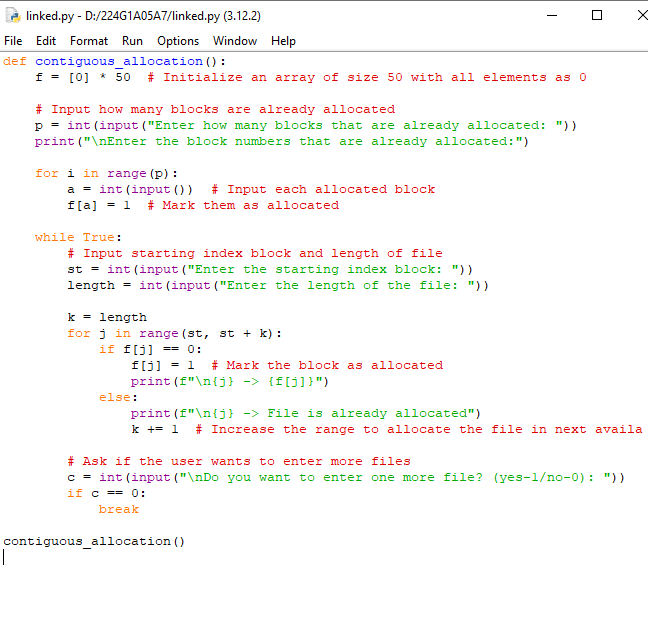 linked.py - D:/224G1A05A7/linked.py (3.12.2)
File Edit Format Run Options Window Help
def contiguous_allocation():
    f = [0] * 50  # Initialize an array of size 50 with all elements as 0

    # Input how many blocks are already allocated
    p = int(input("Enter how many blocks that are already allocated: "))
    print("\nEnter the block numbers that are already allocated:")

    for i in range(p):
        a = int(input())  # Input each allocated block
        f[a] = 1  # Mark them as allocated

    while True:
        # Input starting index block and length of file
        st = int(input("Enter the starting index block: "))
        length = int(input("Enter the length of the file: "))

        k = length
        for j in range(st, st + k):
            if f[j] == 0:
                f[j] = 1  # Mark the block as allocated
                print(f"\n{j} -> {f[j]}")
            else:
                print(f"\n{j} -> File is already allocated")
                k += 1  # Increase the range to allocate the file in next availa

        # Ask if the user wants to enter more files
        c = int(input("\nDo you want to enter one more file? (yes-1/no-0): "))
        if c == 0:
            break

contiguous_allocation()